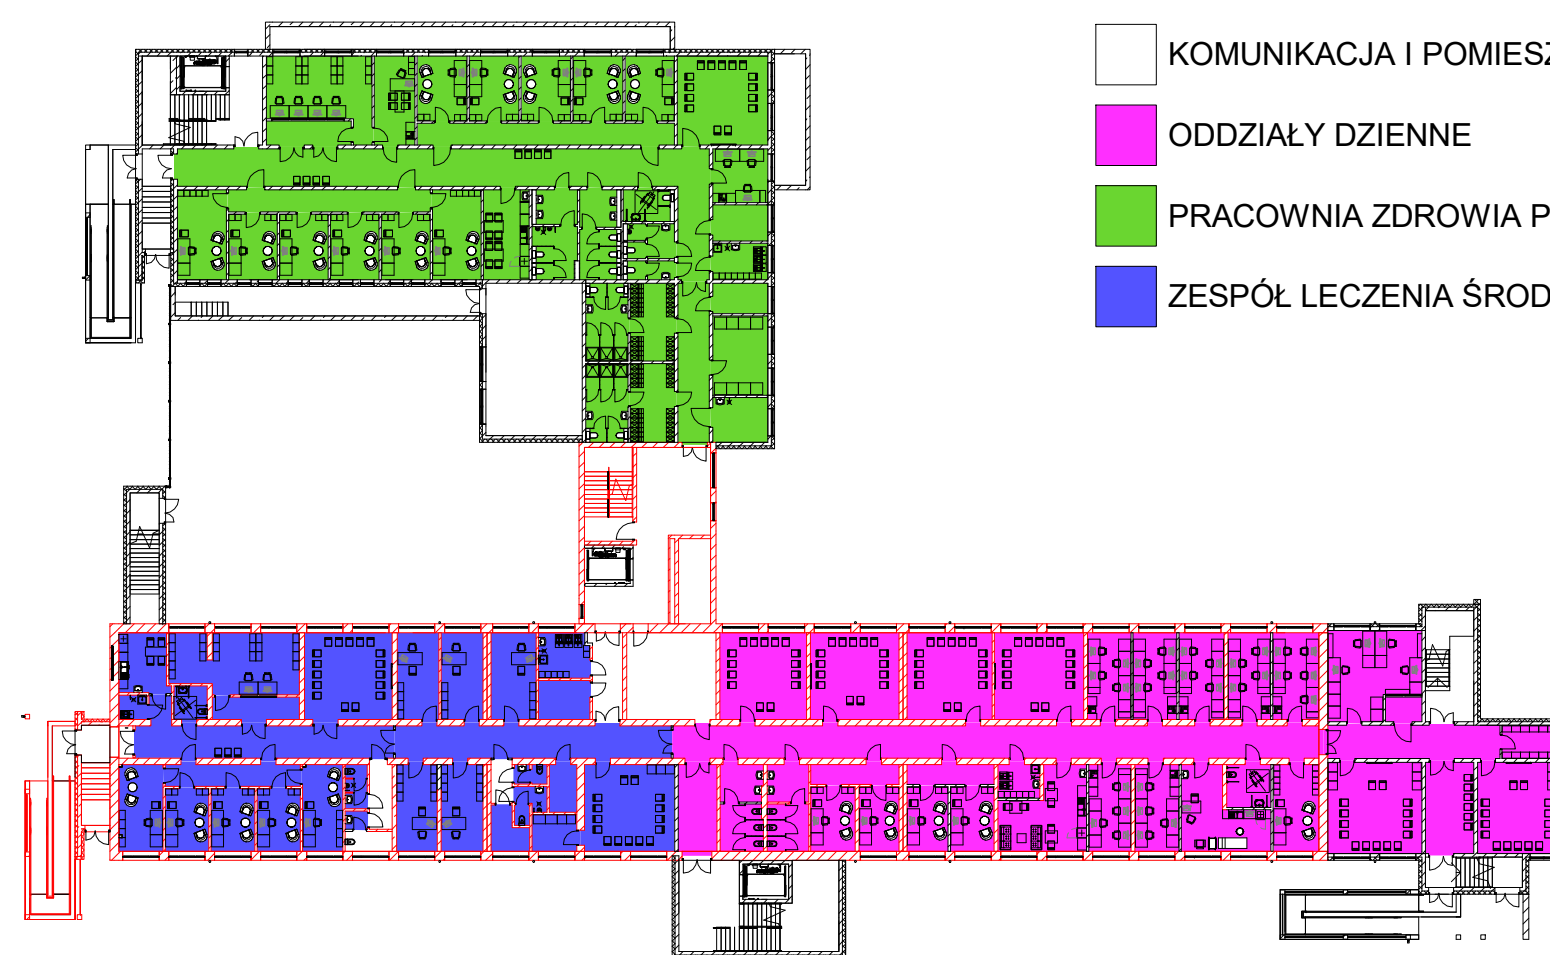 KOMUNIKACJA I POMIESZ
ODDZIAŁY DZIENNE
PRACOWNIA ZDROWIA P
ZESPÓŁ LECZENIA ŚROD